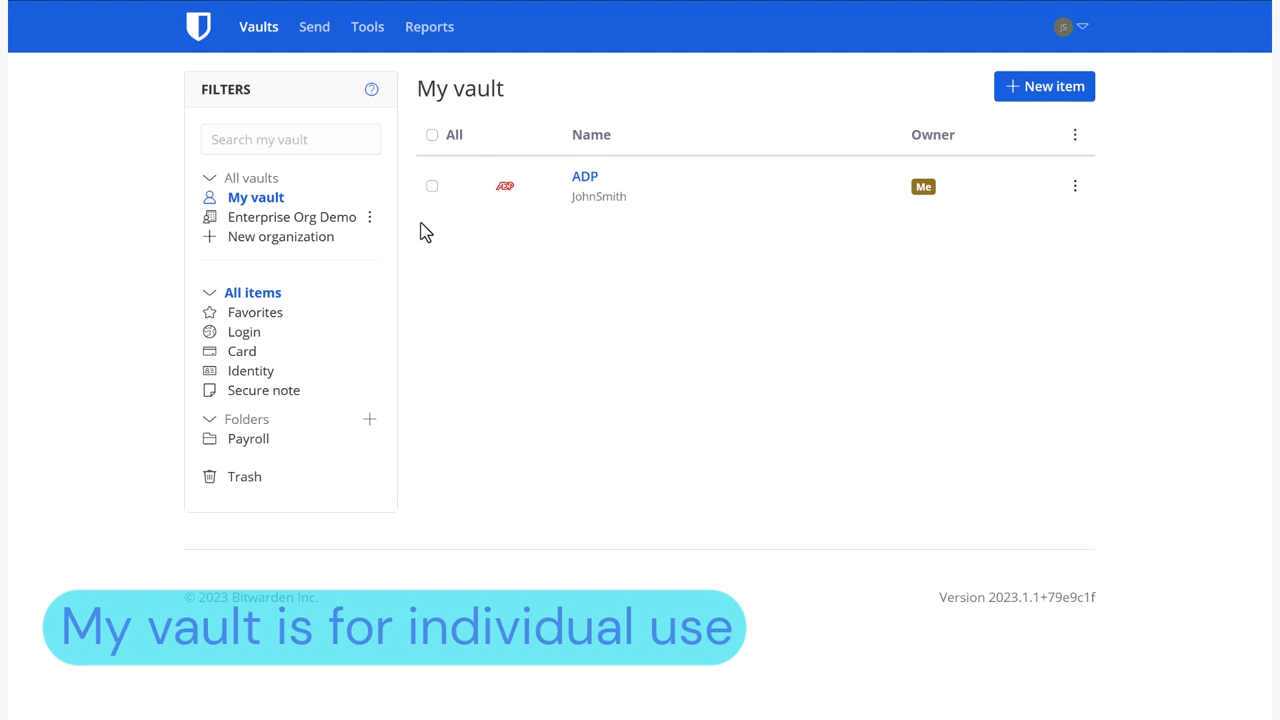 Vaults Send Tools Reports
JS
FILTERS
Search my vault
All vaults
My vault
Enterprise Org Demo
New organization
All items
Favorites
Login
Card
Identity
Secure note
Folders
Payroll
Trash
My vault
New item
All Name Owner
ADP
ADP
JohnSmith
Me
© 2023 Bitwarden Inc.
Version 2023.1.1+79e9c1f
My vault is for individual use